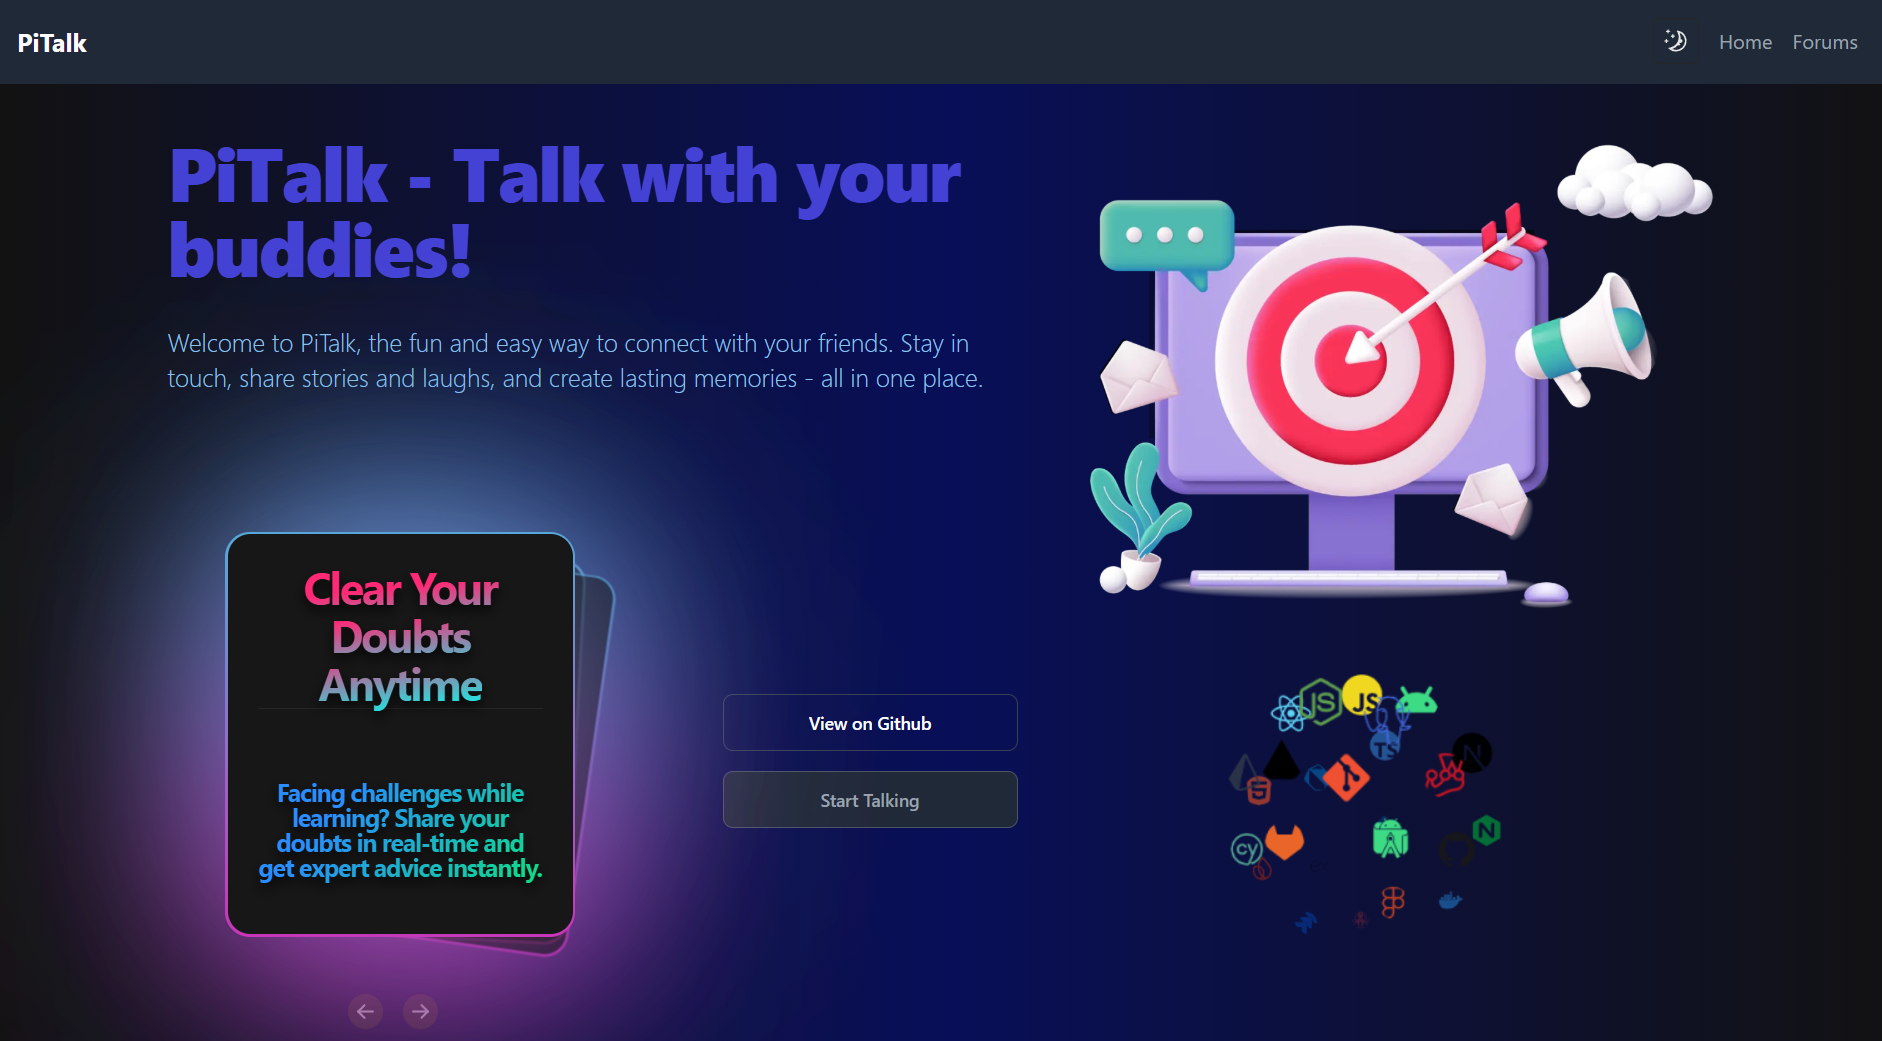 PiTalk
Home
Forums
PiTalk - Talk with your
buddies!
Welcome to PiTalk, the fun and easy way to connect with your friends. Stay in
touch, share stories and laughs, and create lasting memories - all in one place.
Clear Your
Doubts
Anytime
Facing challenges while
learning? Share your
doubts in real-time and
get expert advice instantly.
View on Github
Start Talking
JS
JS
TS
N
cy
N